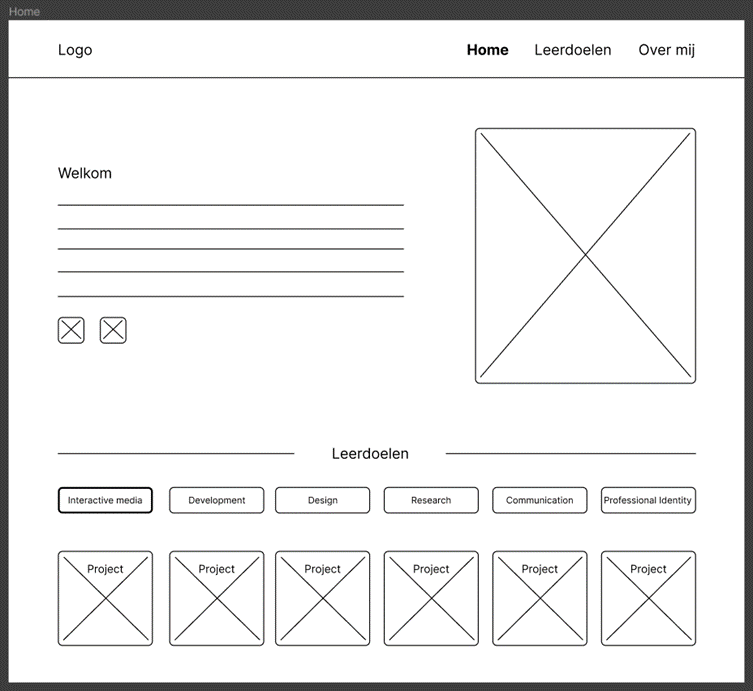 Home
Logo
Home Leerdoelen Over mij
Welkom
Leerdoelen
Interactive media Development Design Research Communication Professional Identity
Project Project Project Project Project Project